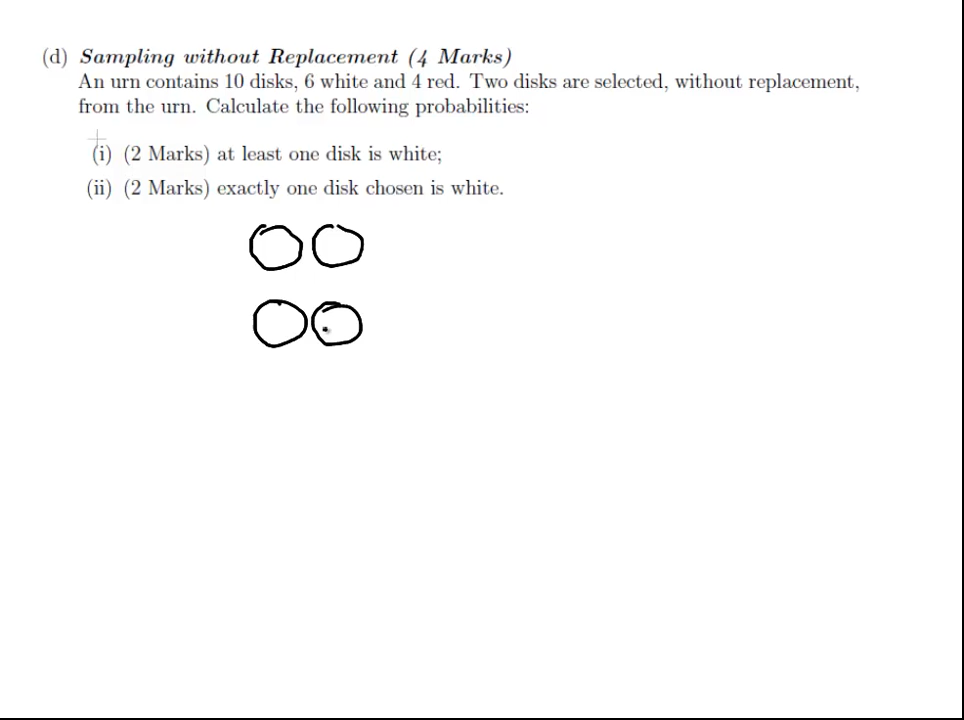 (d) Sampling without Replacement (4 Marks)
An urn contains 10 disks, 6 white and 4 red. Two disks are selected, without replacement,
from the urn. Calculate the following probabilities:
(i) (2 Marks) at least one disk is white;
(ii) (2 Marks) exactly one disk chosen is white.